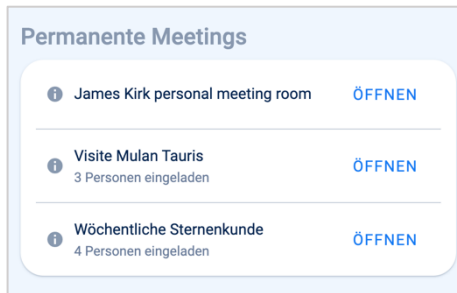 Permanente Meetings
James Kirk personal meeting room ÖFFNEN
Visite Mulan Tauris
3 Personen eingeladen
ÖFFNEN
Wöchentliche Sternenkunde
4 Personen eingeladen
ÖFFNEN